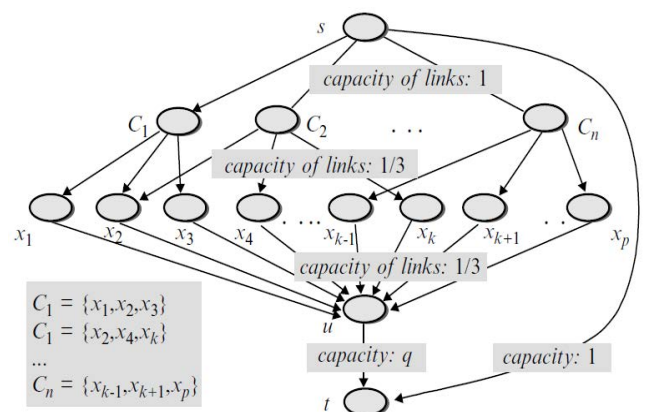 s
capacity of links: 1
C1
C2
. . .
Cn
capacity of links: 1/3
x1
x2
x3
x4
. ...
xk-1
xk
xk+1
. .
xp
capacity of links: 1/3
C1 = {x1,x2,x3}
C1 = {x2,x4,xk}
...
Cn = {xk-1,xk+1,xp}
u
capacity: q
capacity: 1
t